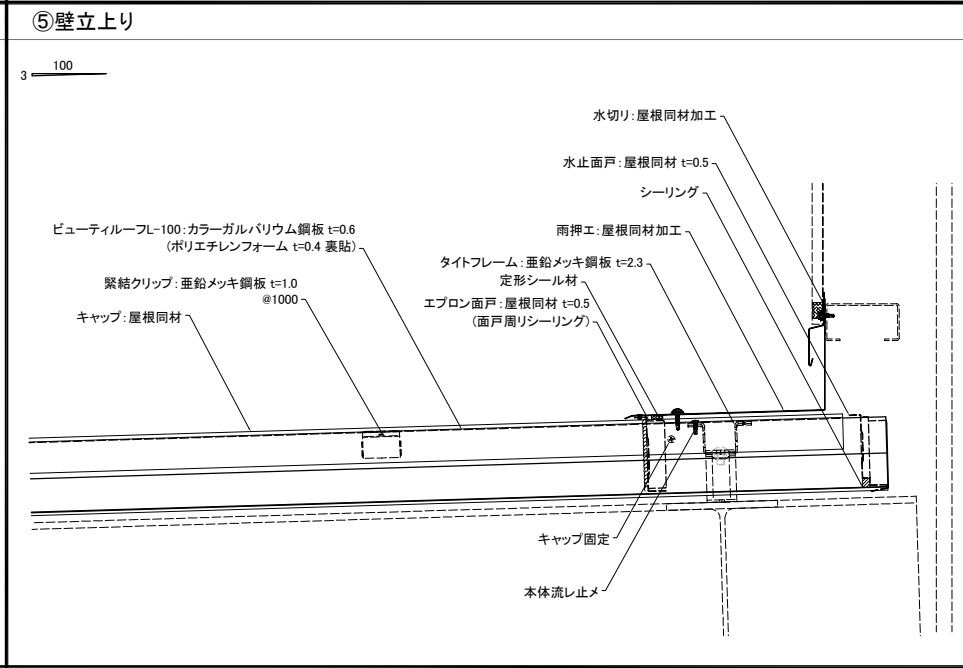 ⑤壁立上り
100
3
水切り：屋根同材加工
水止面戸：屋根同材 t=0.5
シーリング
ビューティルーフL-100：カラーガルバリウム鋼板 t=0.6
(ポリエチレンフォーム t=0.4 裏貼)
雨押エ：屋根同材加工
タイトフレーム：亜鉛メッキ鋼板 t=2.3
定形シール材
緊結クリップ：亜鉛メッキ鋼板 t=1.0
@1000
エプロン面戸：屋根同材 t=0.5
(面戸周リシーリング)
キャップ：屋根同材
キャップ固定
本体流レ止メ